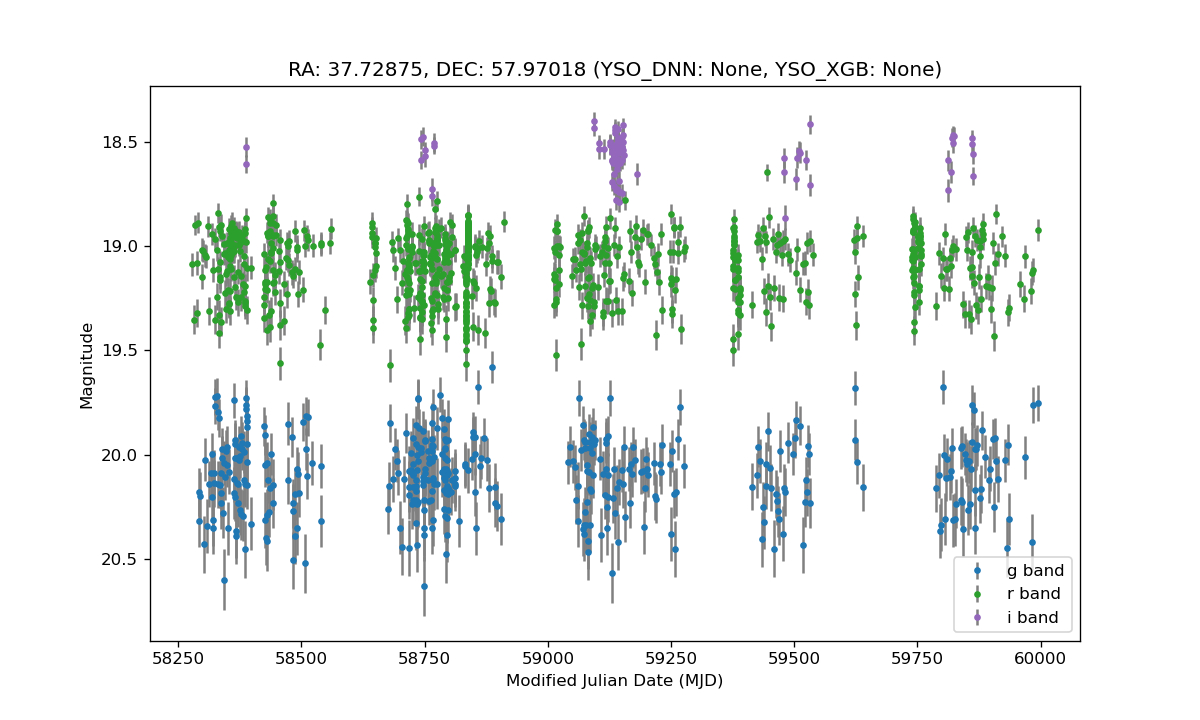 RA: 37.72875, DEC: 57.97018 (YSO_DNN: None, YSO_XGB: None)
Magnitude
18.5
19.0
19.5
20.0
20.5
g band
r band
i band
58250 58500 58750 59000 59250 59500 59750 60000
Modified Julian Date (MJD)